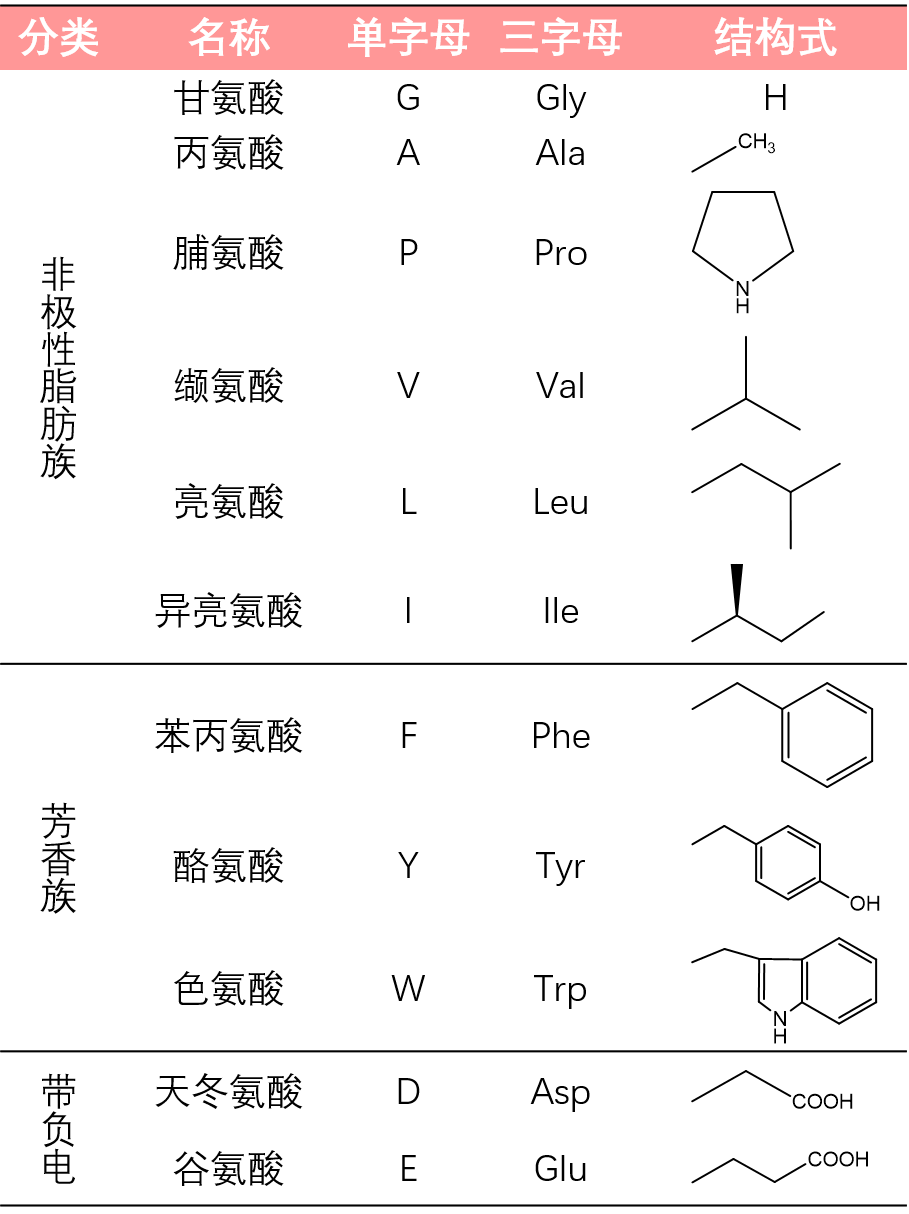 分类 名称 单字母 三字母 结构式
非极性脂肪族
甘氨酸 G Gly H
丙氨酸 A Ala CH₃
脯氨酸 P Pro N H
缬氨酸 V Val
亮氨酸 L Leu
异亮氨酸 I Ile
芳香族
苯丙氨酸 F Phe
酪氨酸 Y Tyr OH
色氨酸 W Trp N H
带负电
天冬氨酸 D Asp COOH
谷氨酸 E Glu COOH